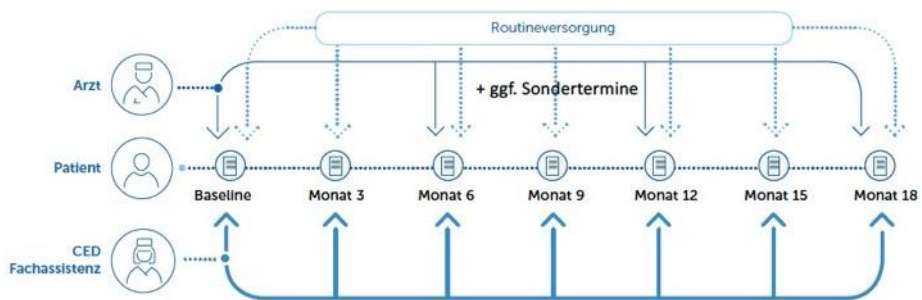 Routineversorgung
Arzt
+ ggf. Sondertermine
Patient
Baseline Monat 3 Monat 6 Monat 9 Monat 12 Monat 15 Monat 18
CED
Fachassistenz